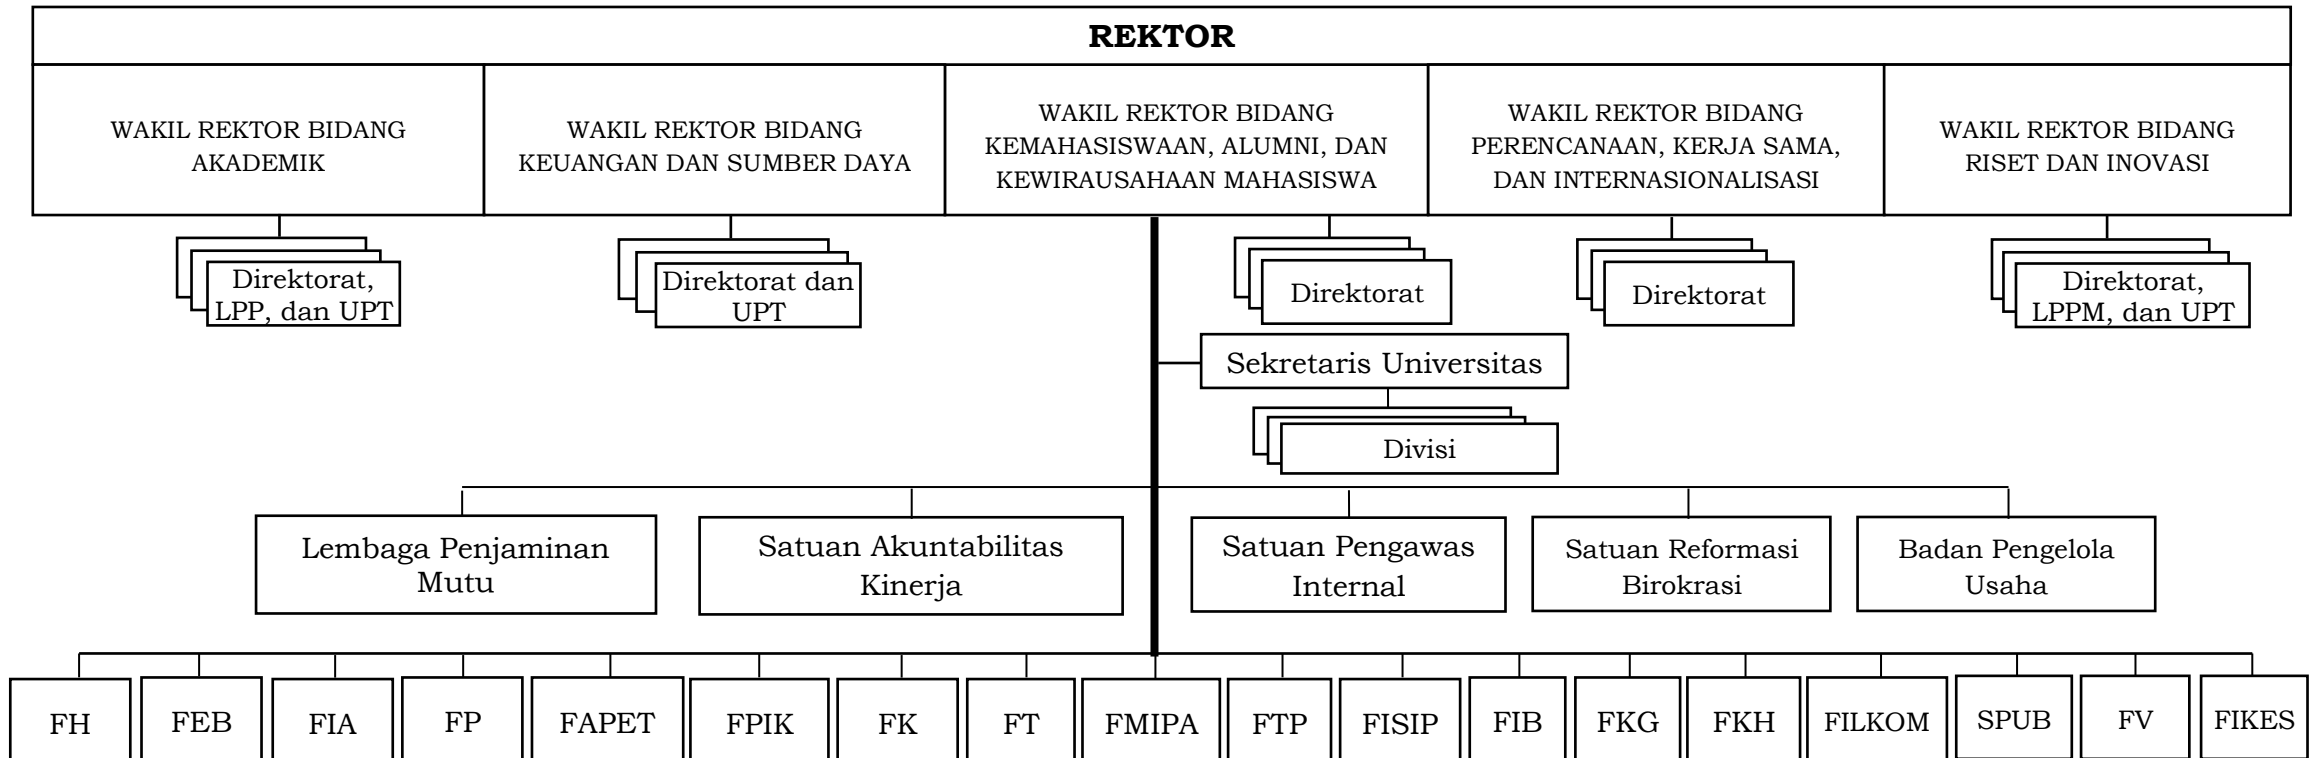 REKTOR
WAKIL REKTOR BIDANG
AKADEMIK
WAKIL REKTOR BIDANG
KEUANGAN DAN SUMBER DAYA
WAKIL REKTOR BIDANG
KEMAHASISWAAN, ALUMNI, DAN
KEWIRAUSAHAAN MAHASISWA
WAKIL REKTOR BIDANG
PERENCANAAN, KERJA SAMA,
DAN INTERNASIONALISASI
WAKIL REKTOR BIDANG
RISET DAN INOVASI
Direktorat,
LPP, dan UPT
Direktorat dan
UPT
Direktorat
Direktorat
Direktorat,
LPPM, dan UPT
Sekretaris Universitas
Divisi
Lembaga Penjaminan
Mutu
Satuan Akuntabilitas
Kinerja
Satuan Pengawas
Internal
Satuan Reformasi
Birokrasi
Badan Pengelola
Usaha
FH
FEB
FIA
FP
FAPET
FPIK
FK
FT
FMIPA
FTP
FISIP
FIB
FKG
FKH
FILKOM
SPUB
FV
FIKES